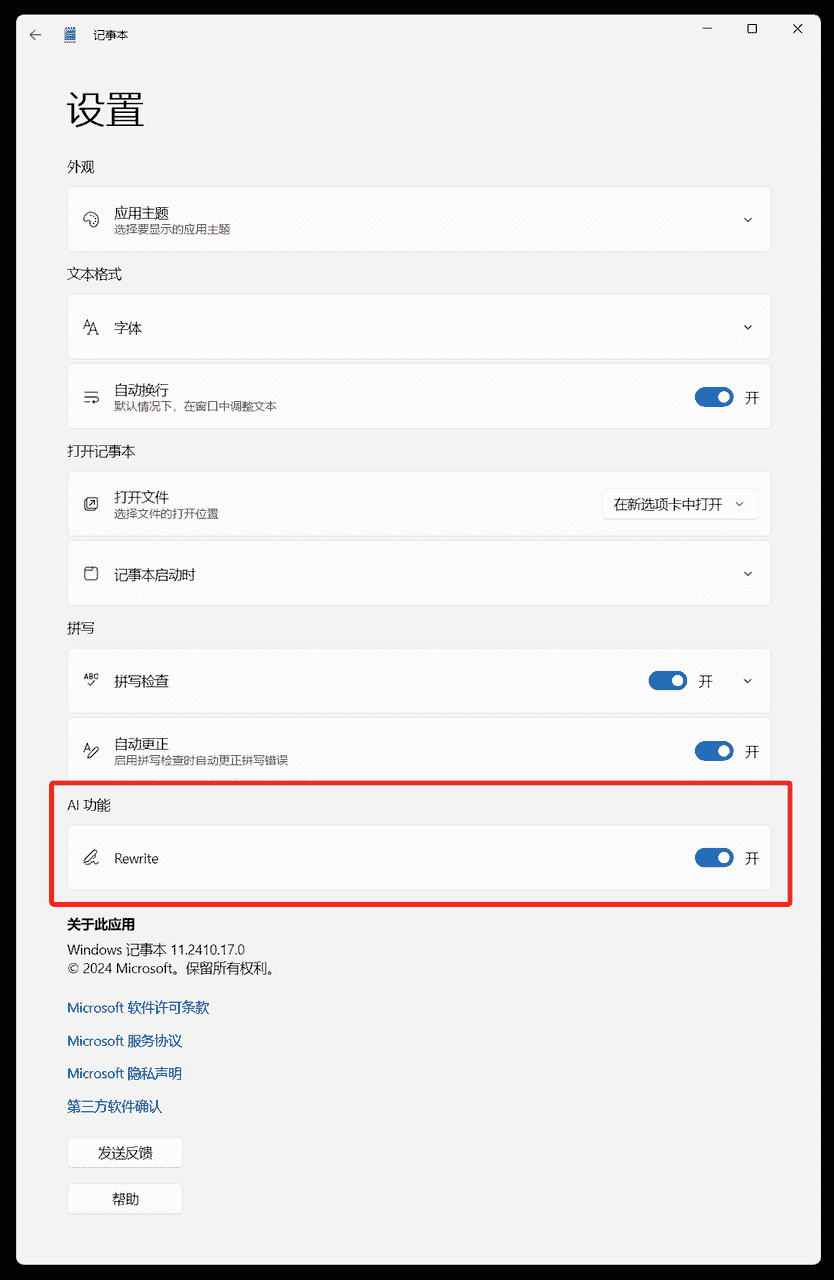 记事本
设置
外观
应用主题
选择要显示的应用主题
文本格式
字体
自动换行
默认情况下，在窗口中调整文本
开
打开记事本
打开文件
选择文件的打开位置
在新选项卡中打开
记事本启动时
拼写
ABC
拼写检查
开
自动更正
启用拼写检查时自动更正拼写错误
开
AI 功能
Rewrite
开
关于此应用
Windows 记事本 11.2410.17.0
© 2024 Microsoft。保留所有权利。
Microsoft 软件许可条款
Microsoft 服务协议
Microsoft 隐私声明
第三方软件确认
发送反馈
帮助